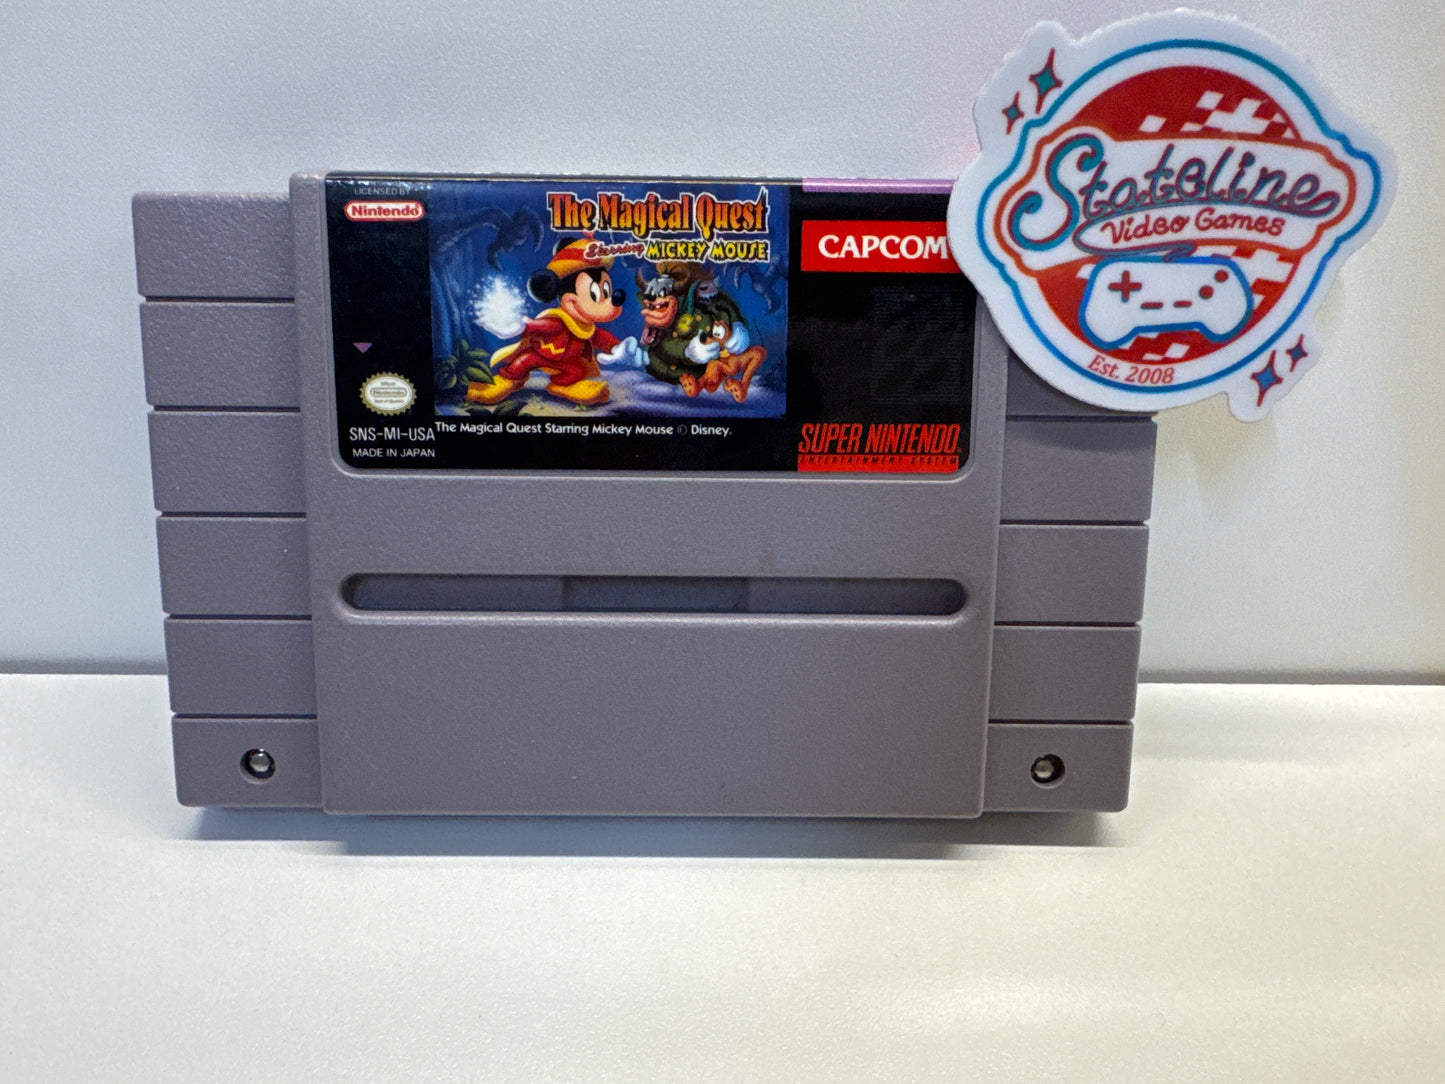 LICENSED BY
Nintendo
The Magical Quest
Starring MICKEY MOUSE
CAPCOM
SNS-MI-USA
MADE IN JAPAN
The Magical Quest Starring Mickey Mouse © Disney.
SUPER NINTENDO
ENTERTAINMENT SYSTEM
Stateline
Video Games
Est. 2008